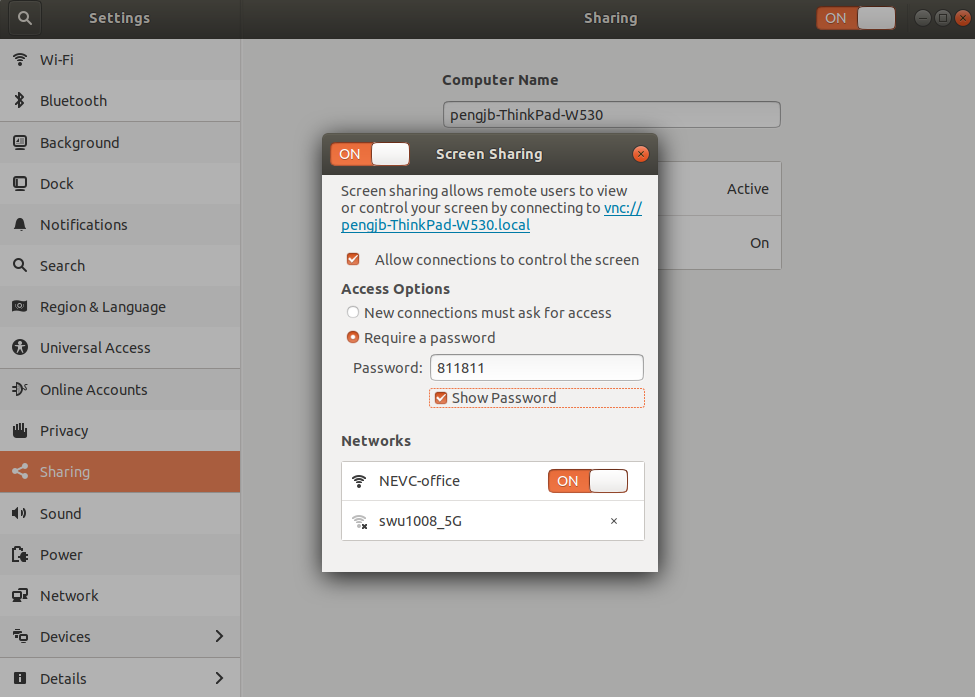 Settings
Sharing
ON
Wi-Fi
Bluetooth
Background
Dock
Notifications
Search
Region & Language
Universal Access
Online Accounts
Privacy
Sharing
Sound
Power
Network
Devices
Details
Computer Name
pengjb-ThinkPad-W530
Active
On
ON
Screen Sharing
Screen sharing allows remote users to view
or control your screen by connecting to vnc://
pengjb-ThinkPad-W530.local
Allow connections to control the screen
Access Options
New connections must ask for access
Require a password
Password: 811811
Show Password
Networks
NEVC-office ON
swu1008_5G